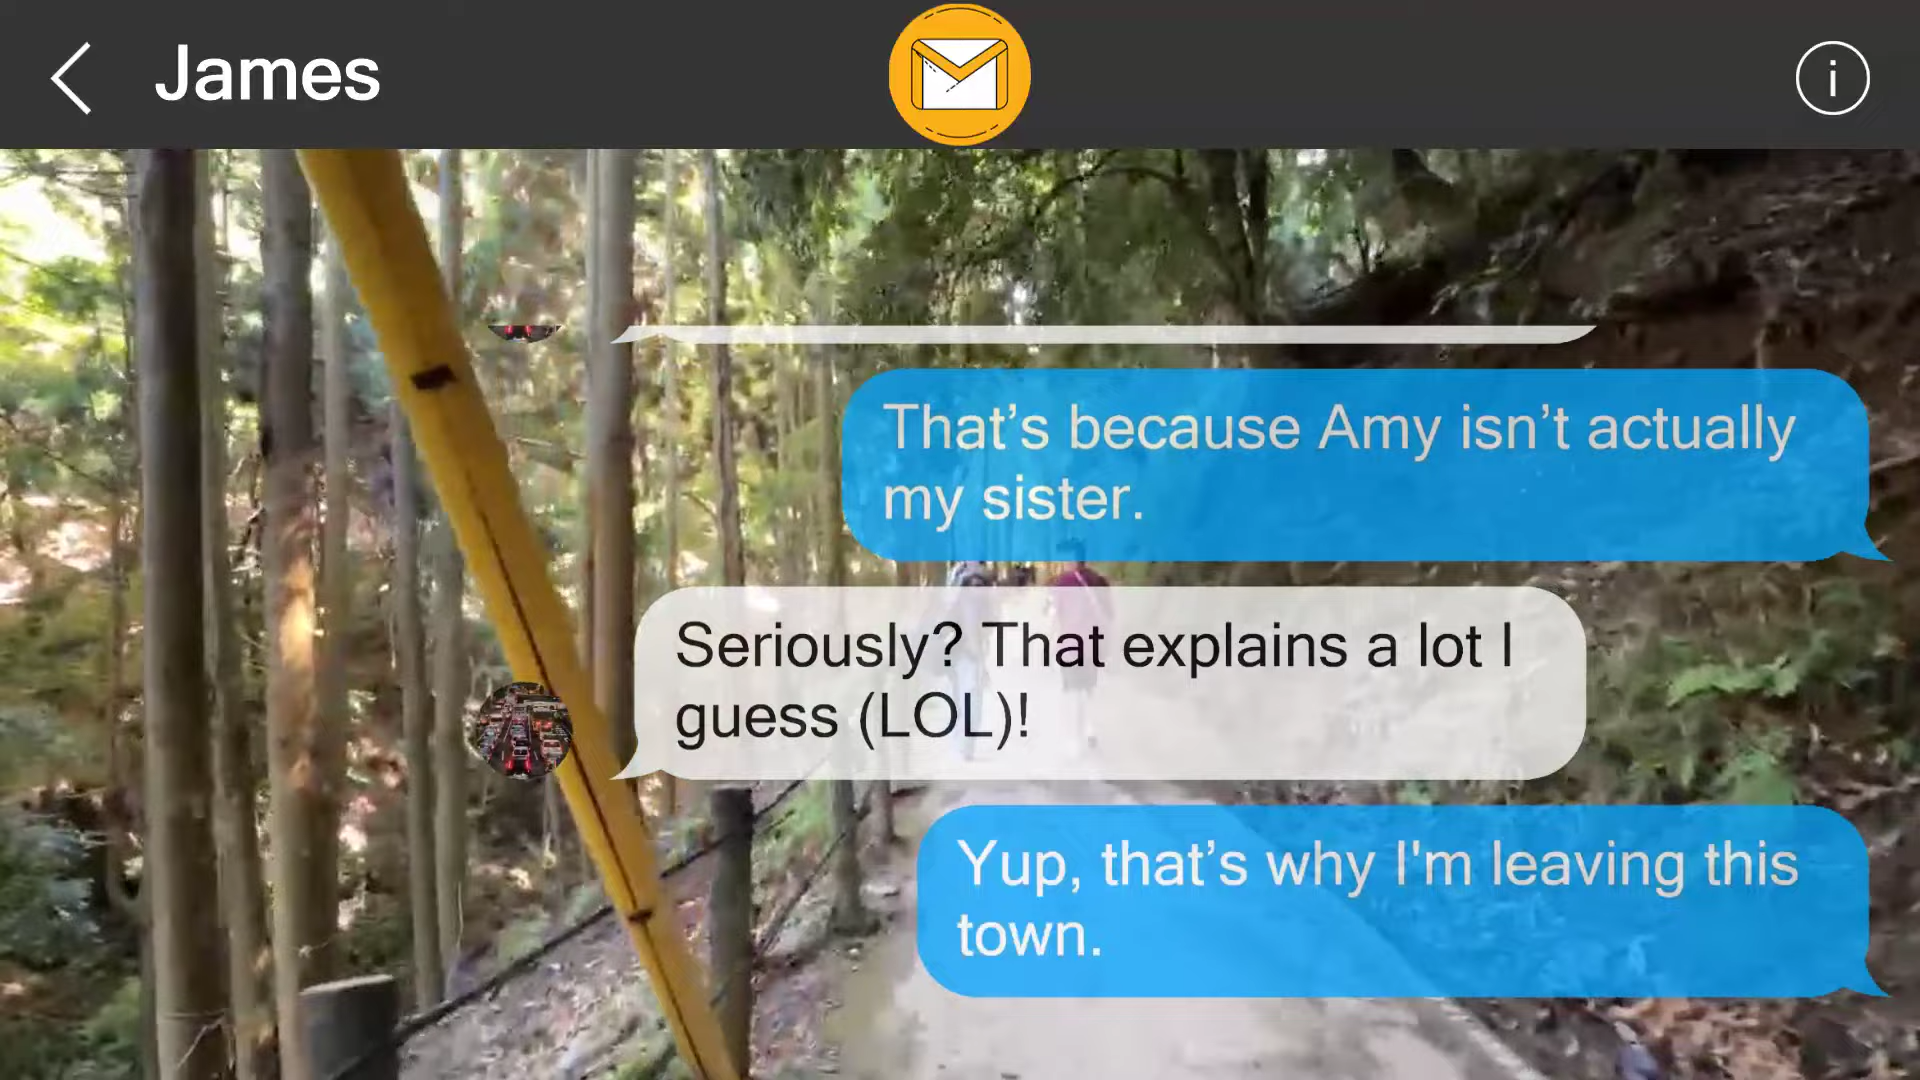 James
i
That’s because Amy isn’t actually
my sister.
Seriously? That explains a lot I
guess (LOL)!
Yup, that’s why I'm leaving this
town.